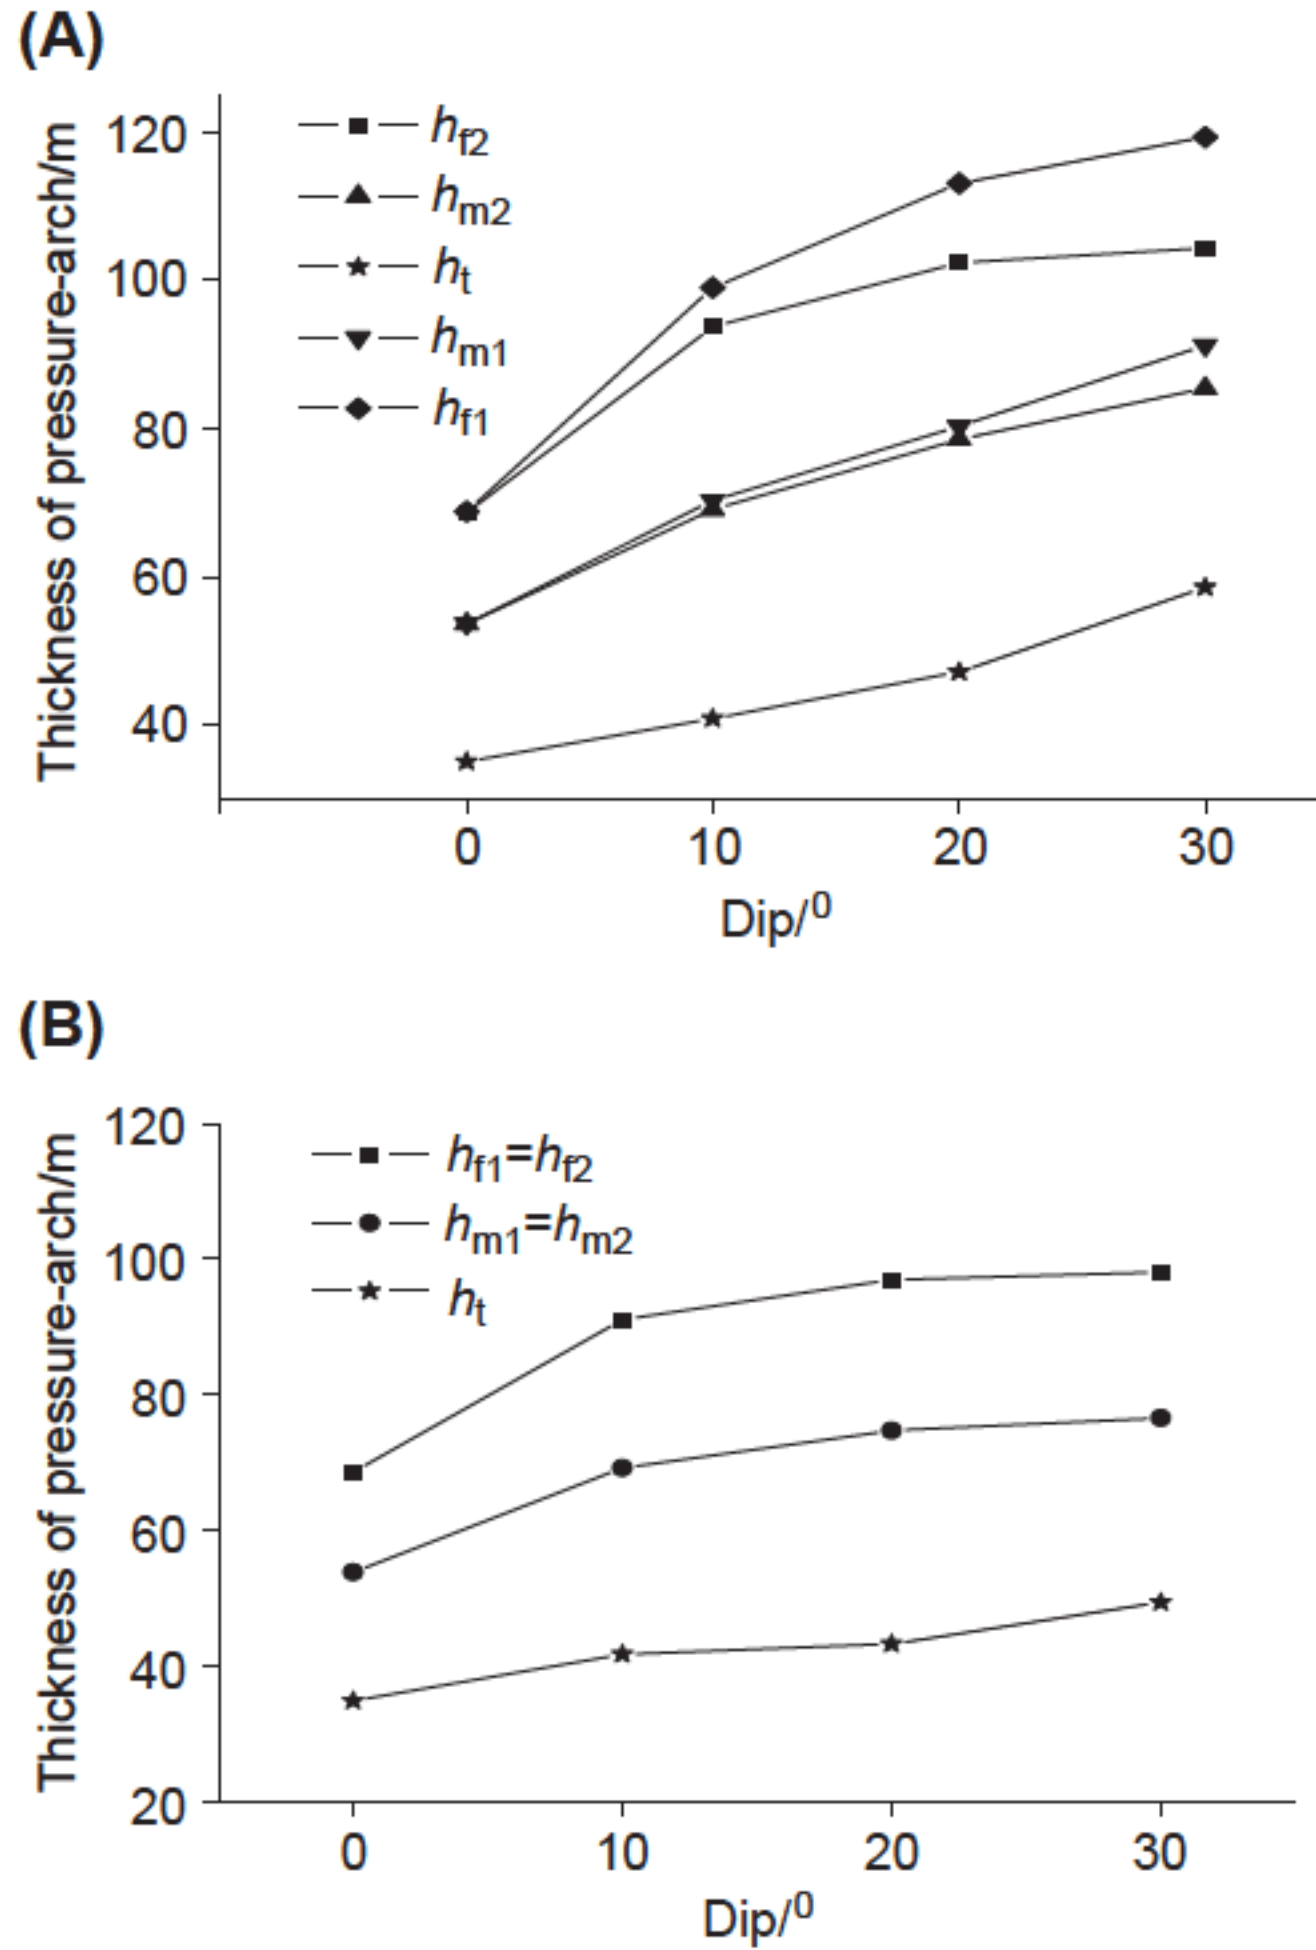 (A)
Thickness of pressure-arch/m
120
100
80
60
40
hf2
hm2
ht
hm1
hf1
0 10 20 30
Dip/⁰
(B)
Thickness of pressure-arch/m
120
100
80
60
40
20
hf1=hf2
hm1=hm2
ht
0 10 20 30
Dip/⁰